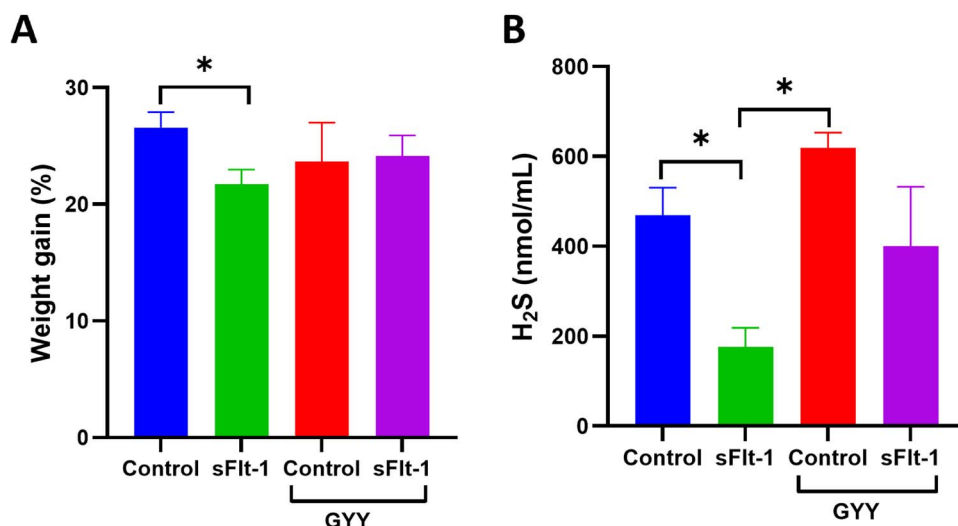 A
*
Weight gain (%)
30
20
10
0
Control sFlt-1 Control sFlt-1
GYY
B
*
*
H₂S (nmol/mL)
800
600
400
200
0
Control sFlt-1 Control sFlt-1
GYY